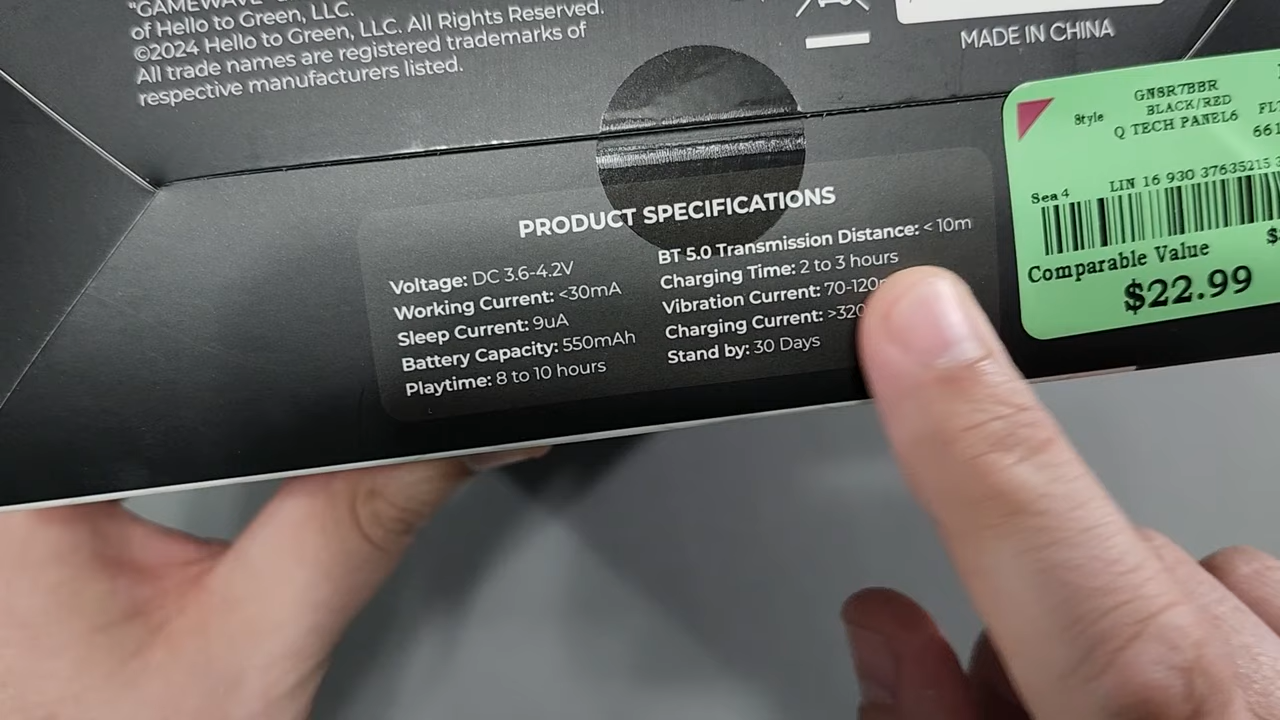 "GAMEWAVE"
of Hello to Green, LLC.
©2024 Hello to Green, LLC. All Rights Reserved.
All trade names are registered trademarks of
respective manufacturers listed.
MADE IN CHINA
PRODUCT SPECIFICATIONS
Voltage: DC 3.6-4.2V
Working Current: <30mA
Sleep Current: 9uA
Battery Capacity: 550mAh
Playtime: 8 to 10 hours
BT 5.0 Transmission Distance: < 10m
Charging Time: 2 to 3 hours
Vibration Current: 70-120
Charging Current: >320
Stand by: 30 Days
GN8R7BBR
Style BLACK/RED
Q TECH PANEL6
661
Sea 4 LIN 16 930 37635215
Comparable Value
$22.99